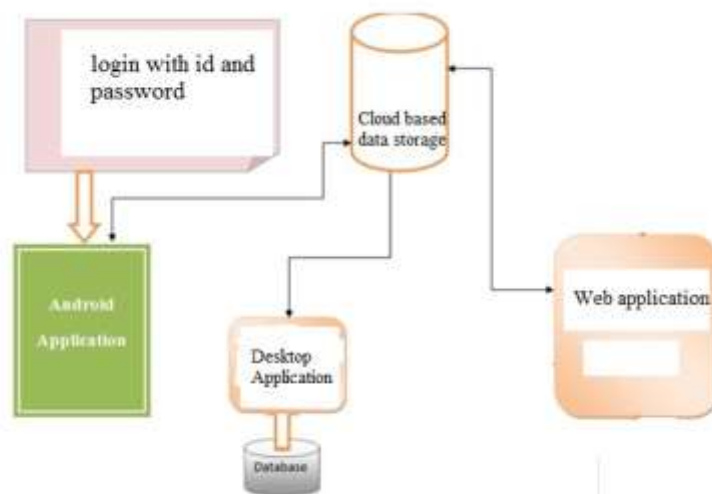 login with id and
password
Cloud based
data storage
Android
Application
Web application
Desktop
Application
Database